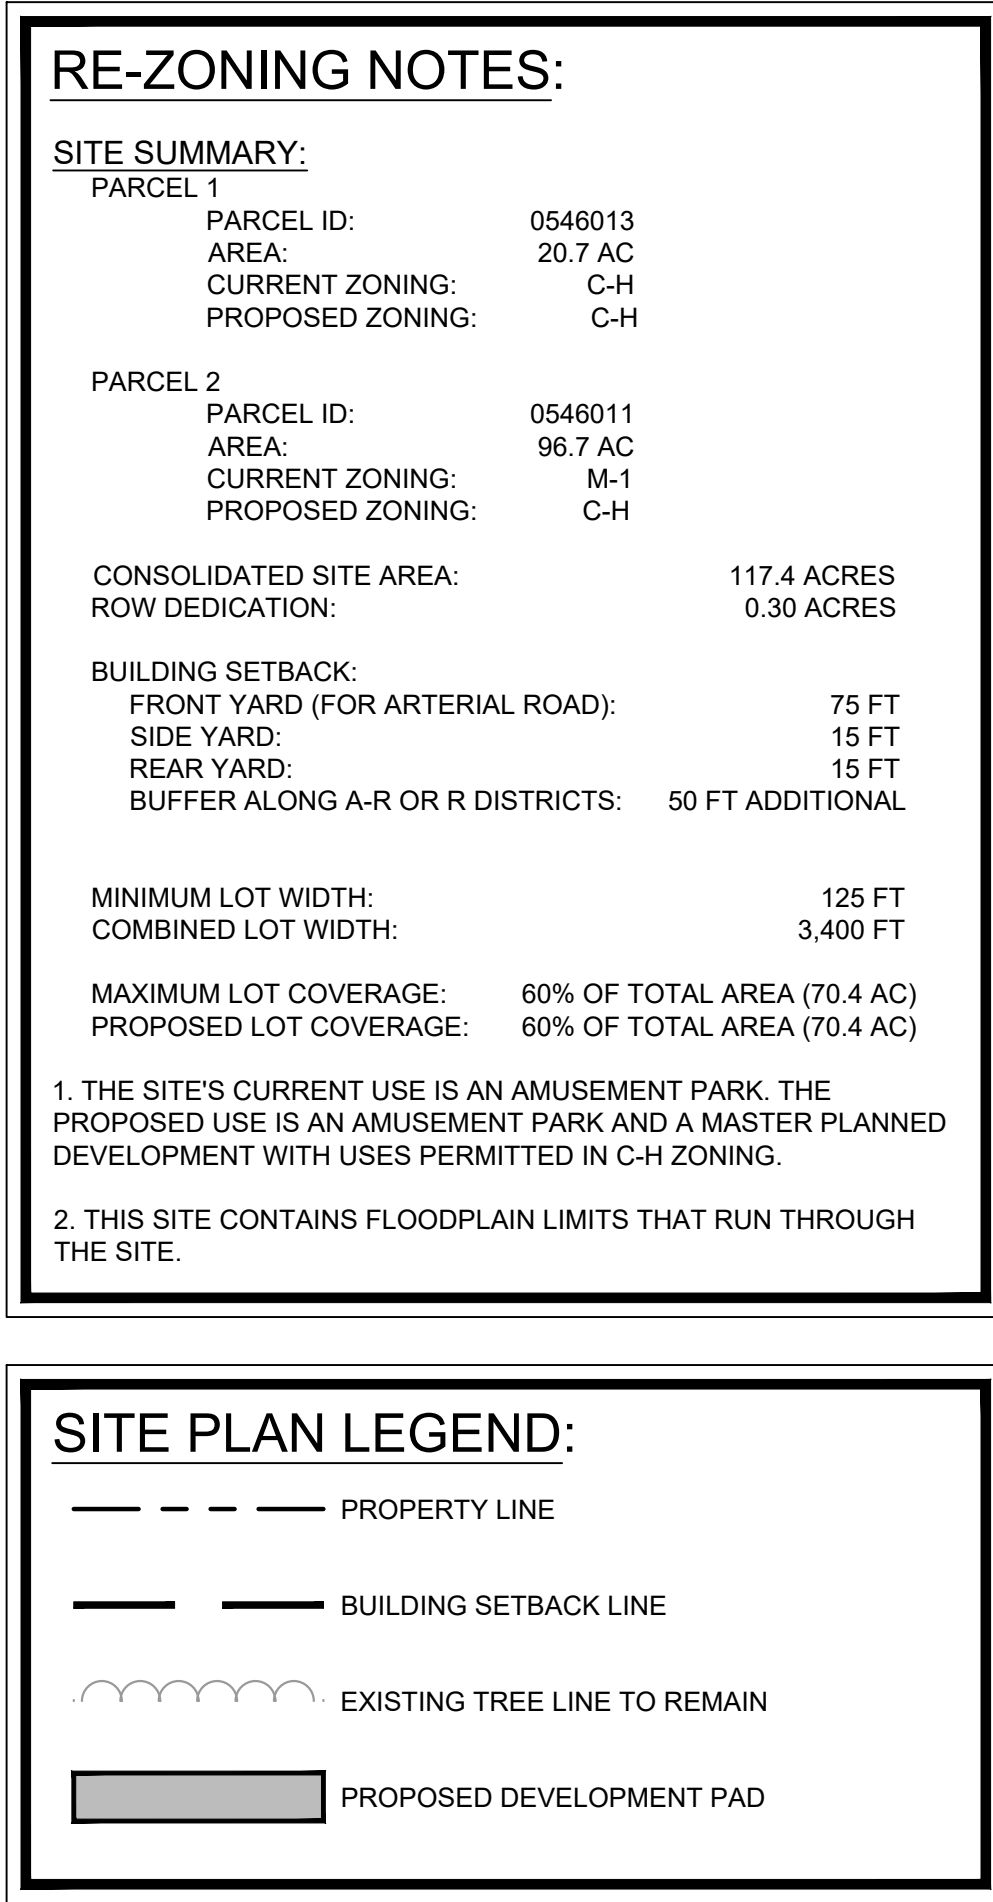 RE-ZONING NOTES:
SITE SUMMARY:
PARCEL 1
PARCEL ID: 0546013
AREA: 20.7 AC
CURRENT ZONING: C-H
PROPOSED ZONING: C-H
PARCEL 2
PARCEL ID: 0546011
AREA: 96.7 AC
CURRENT ZONING: M-1
PROPOSED ZONING: C-H
CONSOLIDATED SITE AREA: 117.4 ACRES
ROW DEDICATION: 0.30 ACRES
BUILDING SETBACK:
FRONT YARD (FOR ARTERIAL ROAD): 75 FT
SIDE YARD: 15 FT
REAR YARD: 15 FT
BUFFER ALONG A-R OR R DISTRICTS: 50 FT ADDITIONAL
MINIMUM LOT WIDTH: 125 FT
COMBINED LOT WIDTH: 3,400 FT
MAXIMUM LOT COVERAGE: 60% OF TOTAL AREA (70.4 AC)
PROPOSED LOT COVERAGE: 60% OF TOTAL AREA (70.4 AC)
1. THE SITE'S CURRENT USE IS AN AMUSEMENT PARK. THE
PROPOSED USE IS AN AMUSEMENT PARK AND A MASTER PLANNED
DEVELOPMENT WITH USES PERMITTED IN C-H ZONING.
2. THIS SITE CONTAINS FLOODPLAIN LIMITS THAT RUN THROUGH
THE SITE.
SITE PLAN LEGEND:
PROPERTY LINE
BUILDING SETBACK LINE
EXISTING TREE LINE TO REMAIN
PROPOSED DEVELOPMENT PAD